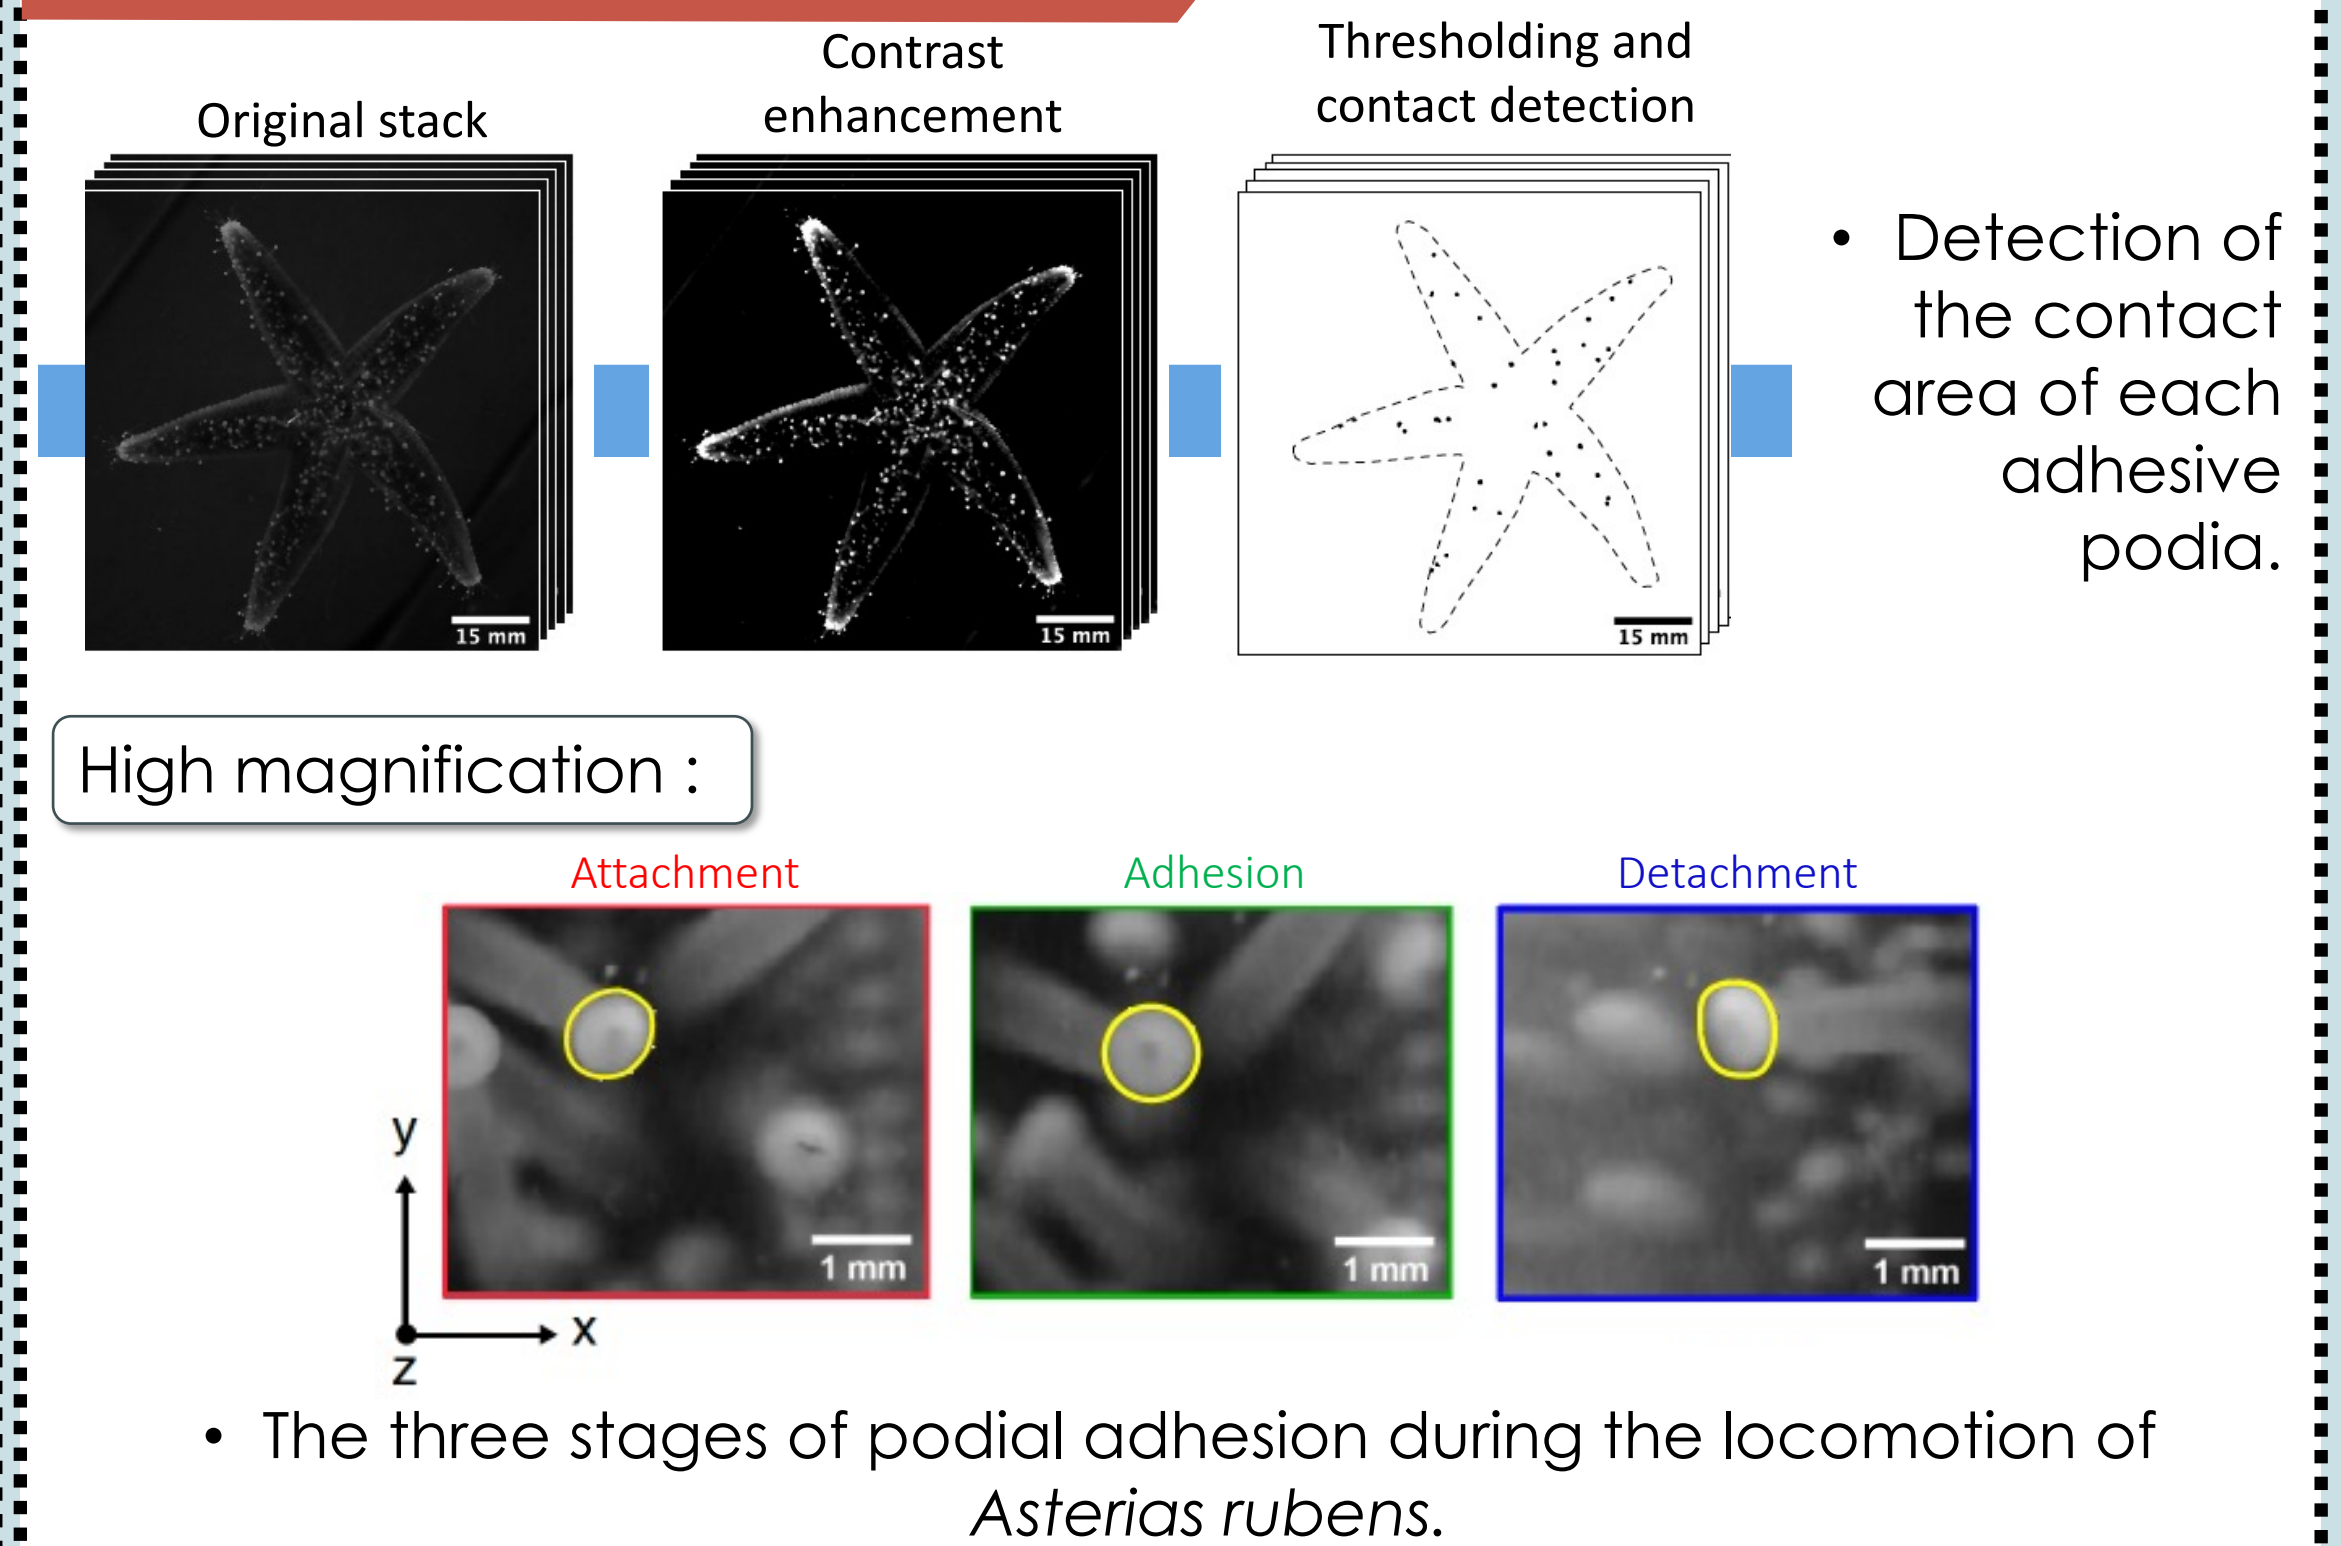 Original stack
Contrast
enhancement
Thresholding and
contact detection
15 mm
15 mm
15 mm
• Detection of
the contact
area of each
adhesive
podia.
High magnification :
Attachment
Adhesion
Detachment
1 mm
1 mm
1 mm
y
x
z
• The three stages of podial adhesion during the locomotion of
Asterias rubens.